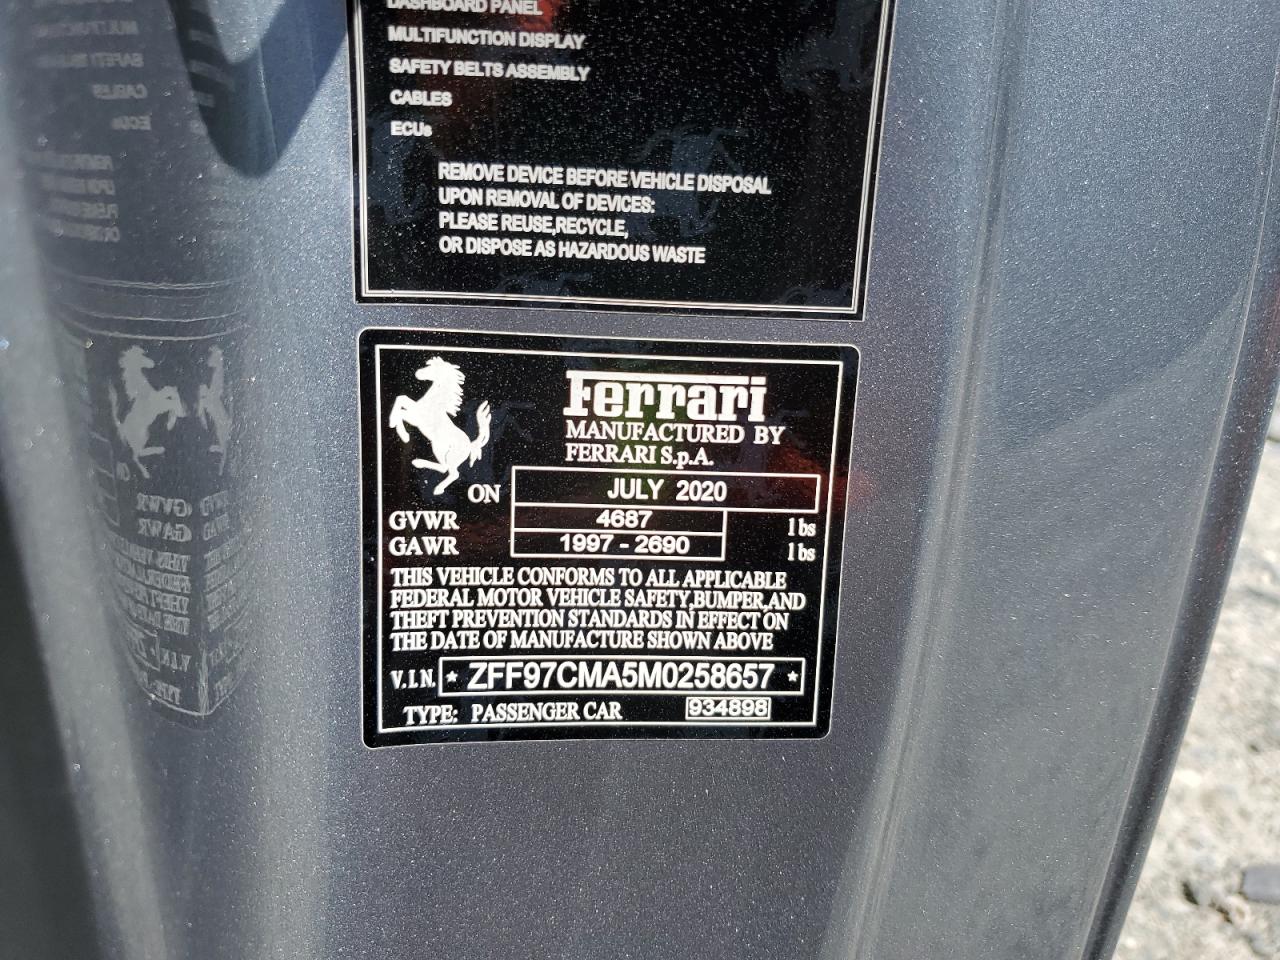 DASHBOARD PANEL
MULTIFUNCTION DISPLAY
SAFETY BELTS ASSEMBLY
CABLES
ECUs
REMOVE DEVICE BEFORE VEHICLE DISPOSAL
UPON REMOVAL OF DEVICES:
PLEASE REUSE,RECYCLE,
OR DISPOSE AS HAZARDOUS WASTE
Ferrari
MANUFACTURED BY
FERRARI S.p.A.
ON JULY 2020
GVWR 4687 lbs
GAWR 1997 - 2690 lbs
THIS VEHICLE CONFORMS TO ALL APPLICABLE
FEDERAL MOTOR VEHICLE SAFETY,BUMPER,AND
THEFT PREVENTION STANDARDS IN EFFECT ON
THE DATE OF MANUFACTURE SHOWN ABOVE
V.I.N. * ZFF97CMA5M0258657 *
TYPE: PASSENGER CAR 934898